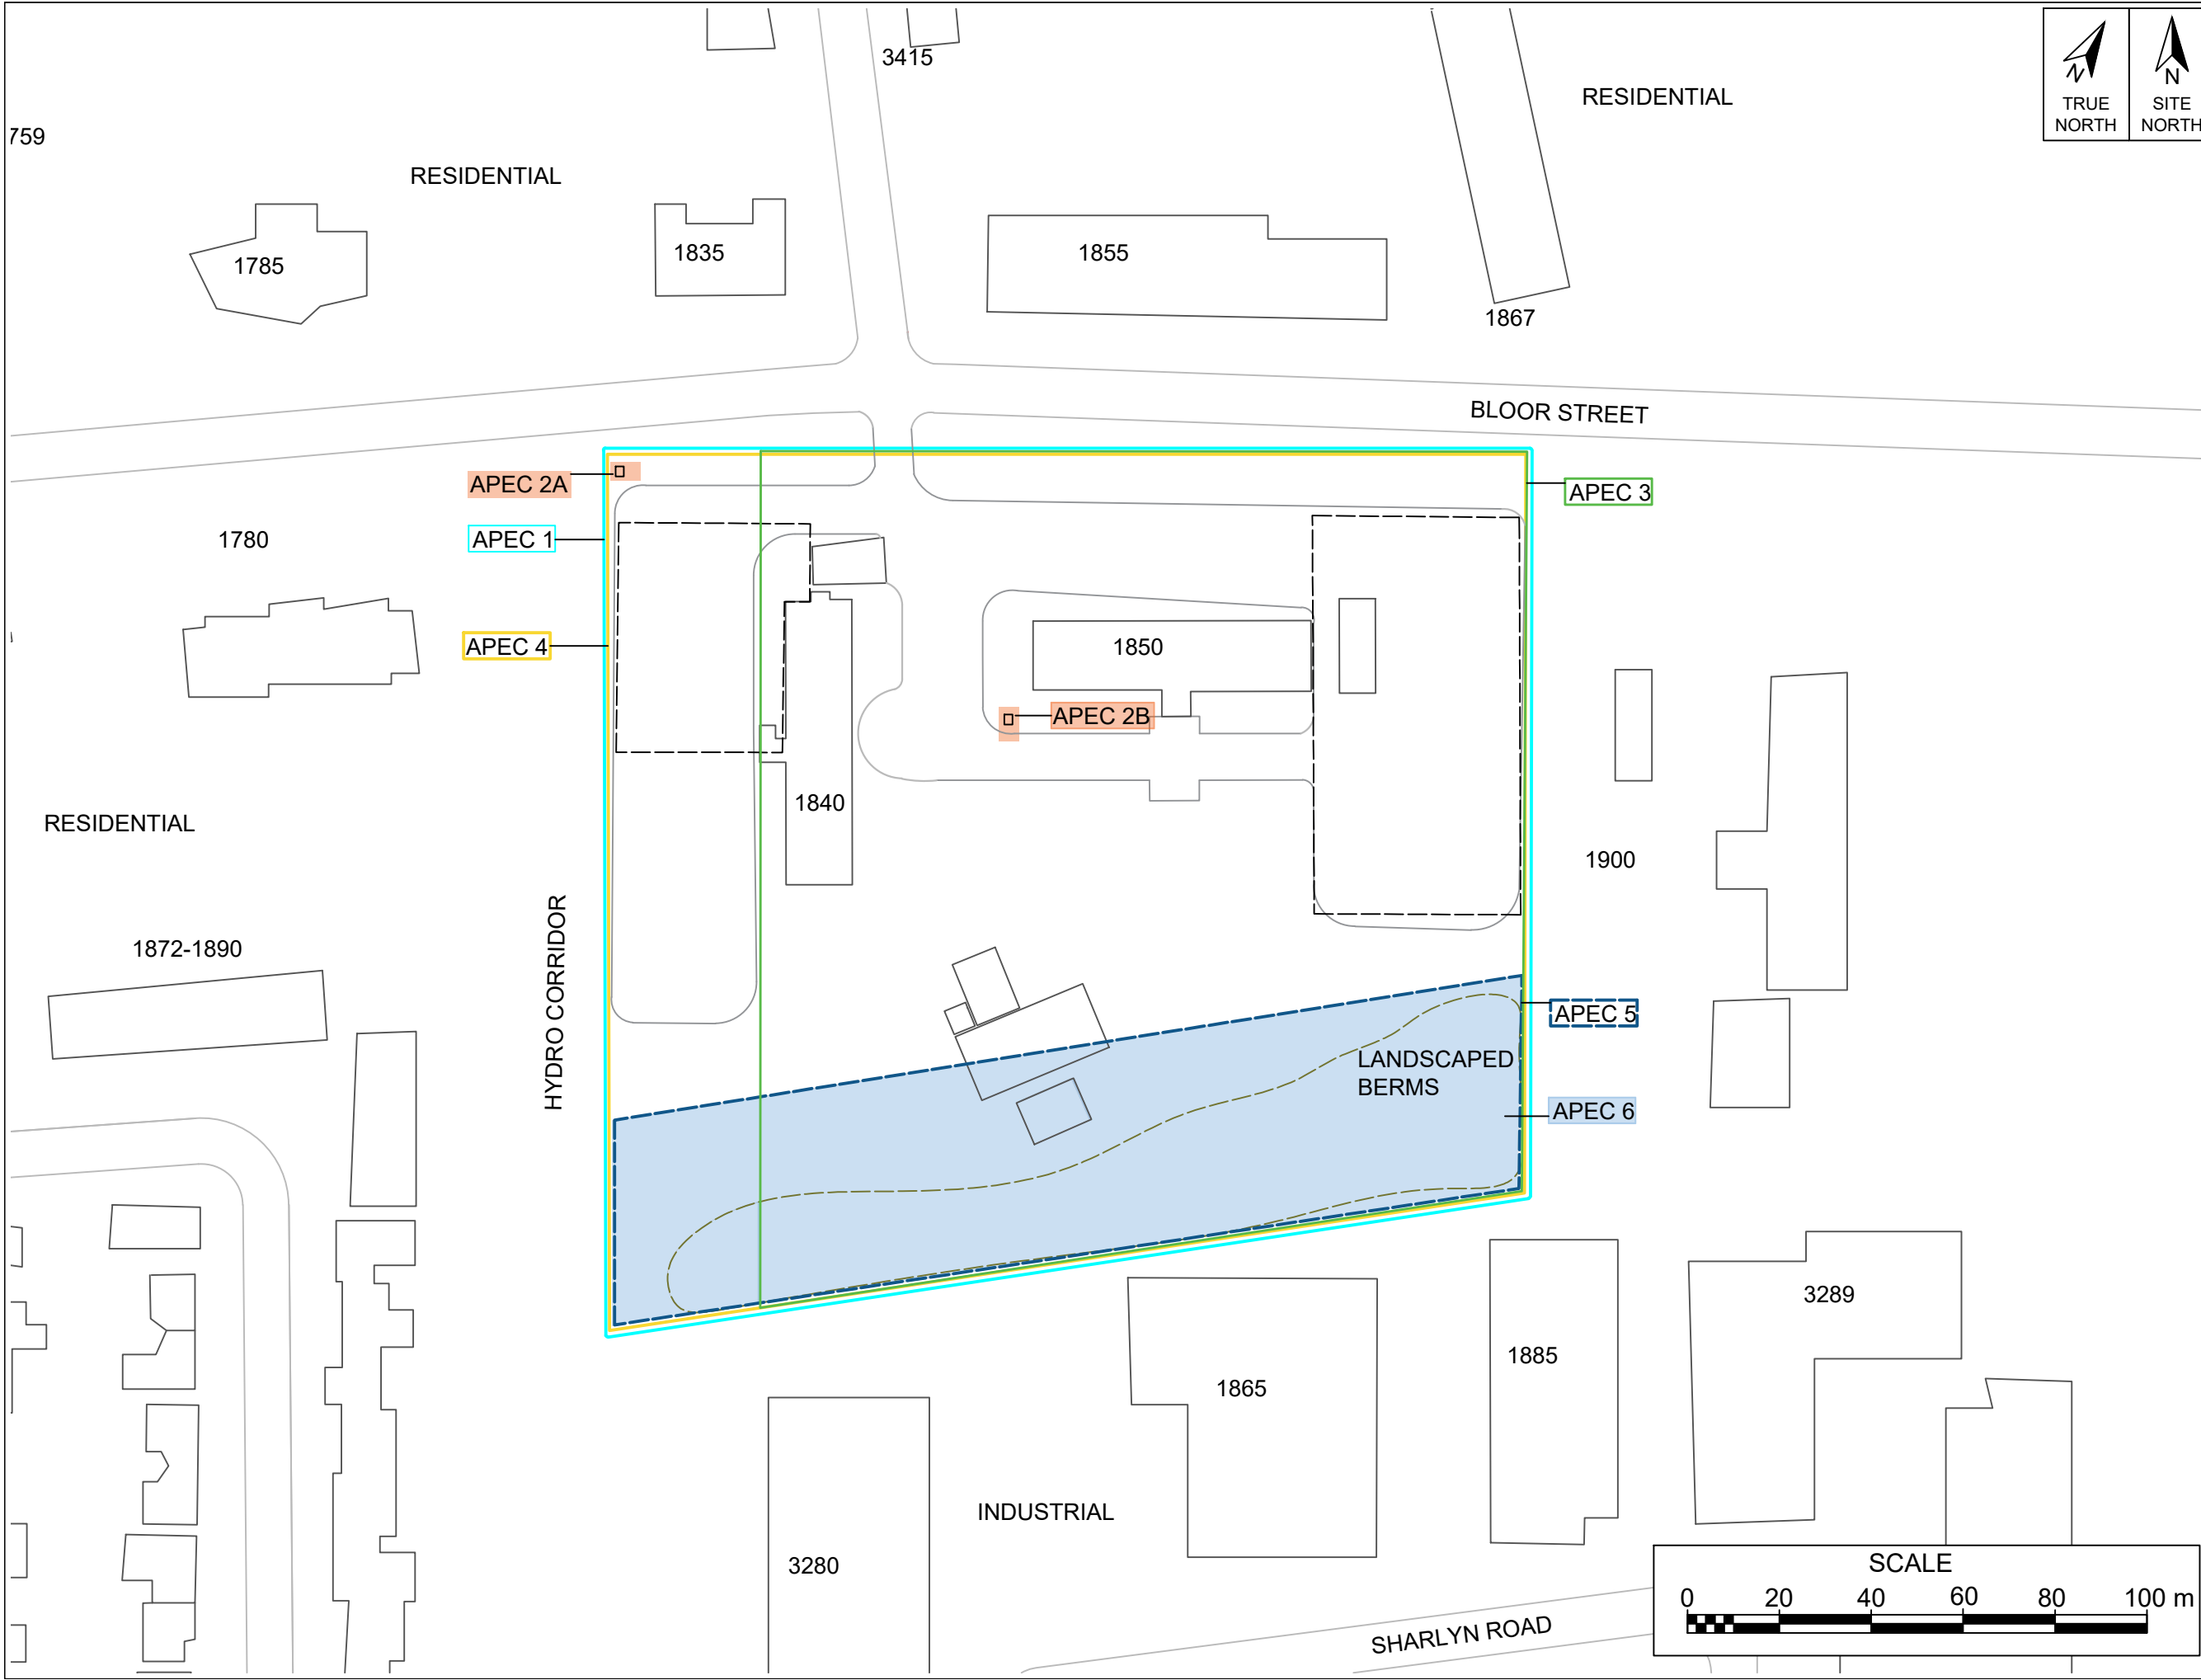 3415
RESIDENTIAL
N
N
TRUE
NORTH
SITE
NORTH
759
RESIDENTIAL
1785
1835
1855
1867
BLOOR STREET
APEC 2A
APEC 3
1780
APEC 1
APEC 4
1850
APEC 2B
RESIDENTIAL
1840
1900
HYDRO CORRIDOR
1872-1890
APEC 5
LANDSCAPED
BERMS
APEC 6
3289
1885
1865
INDUSTRIAL
3280
SHARLYN ROAD
SCALE
0 20 40 60 80 100 m